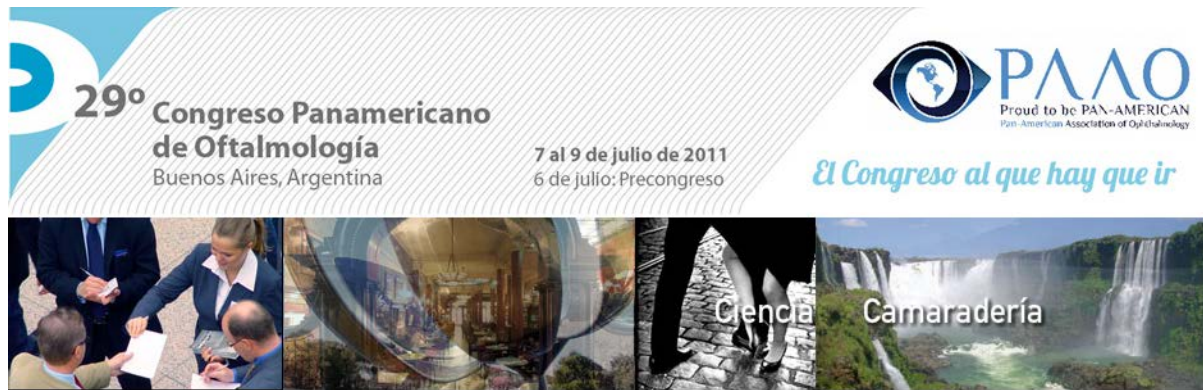 29º Congreso Panamericano
de Oftalmología
Buenos Aires, Argentina
7 al 9 de julio de 2011
6 de julio: Precongreso
PAAO
Proud to be PAN-AMERICAN
Pan-American Association of Ophthalmology
El Congreso al que hay que ir
Ciencia
Camaradería